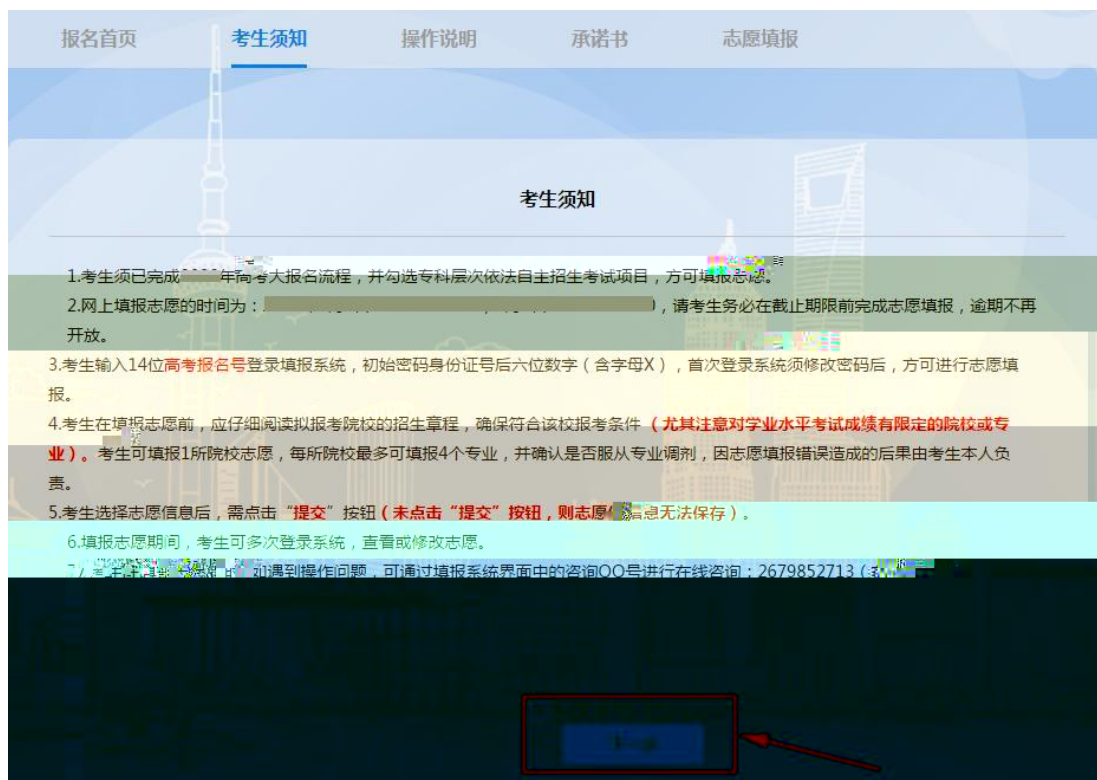 报名首页 考生须知 操作说明 承诺书 志愿填报
考生须知
1.考生须已完成 年高考大报名流程，并勾选专科层次依法自主招生考试项目，方可填报志愿。
2.网上填报志愿的时间为： ，请考生务必在截止期限前完成志愿填报，逾期不再
开放。
3.考生输入14位高考报名号登录填报系统，初始密码身份证号后六位数字（含字母X），首次登录系统须修改密码后，方可进行志愿填
报。
4.考生在填报志愿前，应仔细阅读拟报考院校的招生章程，确保符合该校报考条件（尤其注意对学业水平考试成绩有限定的院校或专
业）。考生可填报1所院校志愿，每所院校最多可填报4个专业，并确认是否服从专业调剂，因志愿填报错误造成的后果由考生本人负
责。
5.考生选择志愿信息后，需点击“提交”按钮（未点击“提交”按钮，则志愿 信息无法保存）。
6.填报志愿期间，考生可多次登录系统，查看或修改志愿。
7. 如遇到操作问题，可通过填报系统界面中的咨询QQ号进行在线咨询：2679852713（